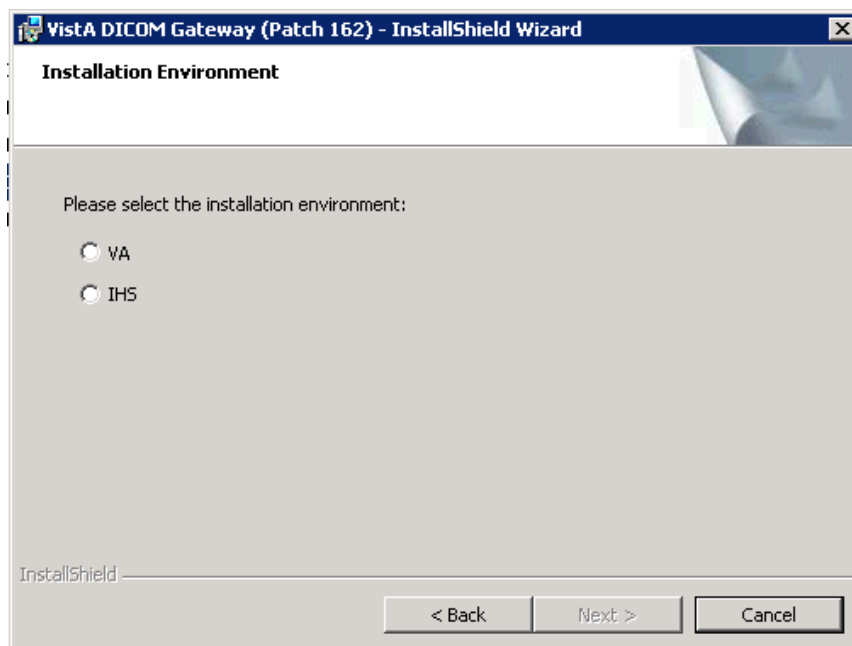 VistA DICOM Gateway (Patch 162) - InstallShield Wizard
Installation Environment
Please select the installation environment:
VA
IHS
InstallShield
< Back Next > Cancel